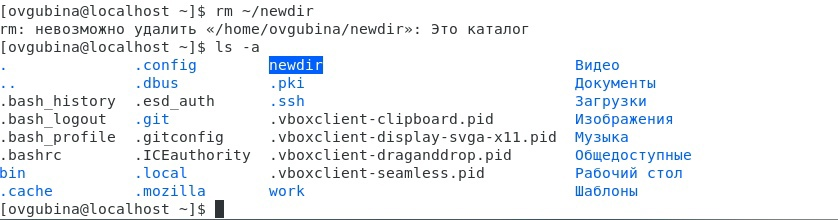 [ovgubina@localhost ~]$ rm ~/newdir
rm: невозможно удалить «/home/ovgubina/newdir»: Это каталог
[ovgubina@localhost ~]$ ls -a
. .config newdir Видео
.. .dbus .pki Документы
.bash_history .esd_auth .ssh Загрузки
.bash_logout .git .vboxclient-clipboard.pid Изображения
.bash_profile .gitconfig .vboxclient-display-svga-x11.pid Музыка
.bashrc .ICEauthority .vboxclient-draganddrop.pid Общедоступные
bin .local .vboxclient-seamless.pid Рабочий стол
.cache .mozilla work Шаблоны
[ovgubina@localhost ~]$